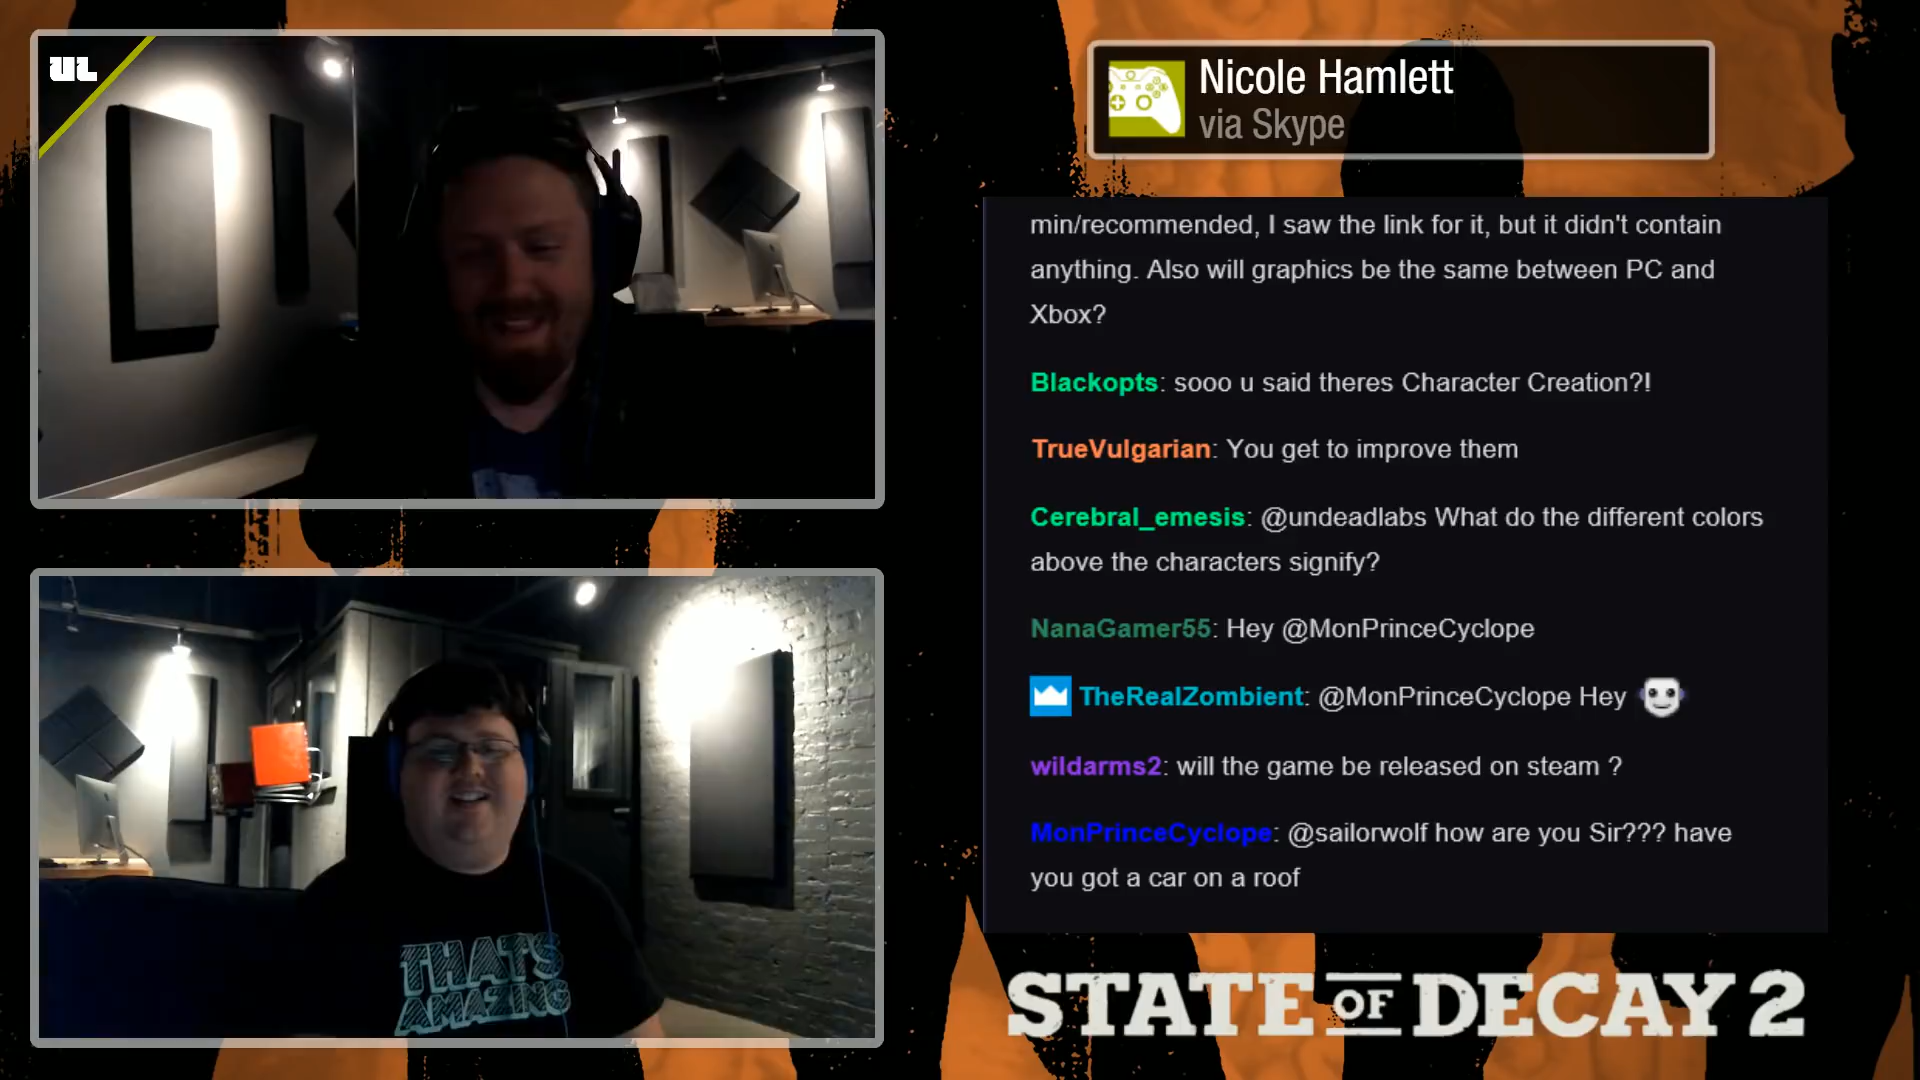 UL
Nicole Hamlett
via Skype
min/recommended, I saw the link for it, but it didn't contain
anything. Also will graphics be the same between PC and
Xbox?
Blackopts: sooo u said theres Character Creation?!
TrueVulgarian: You get to improve them
Cerebral_emesis: @undeadlabs What do the different colors
above the characters signify?
NanaGamer55: Hey @MonPrinceCyclope
TheRealZombient: @MonPrinceCyclope Hey
wildarms2: will the game be released on steam ?
MonPrinceCyclope: @sailorwolf how are you Sir??? have
you got a car on a roof
THATS
AMAZING
STATE OF DECAY 2